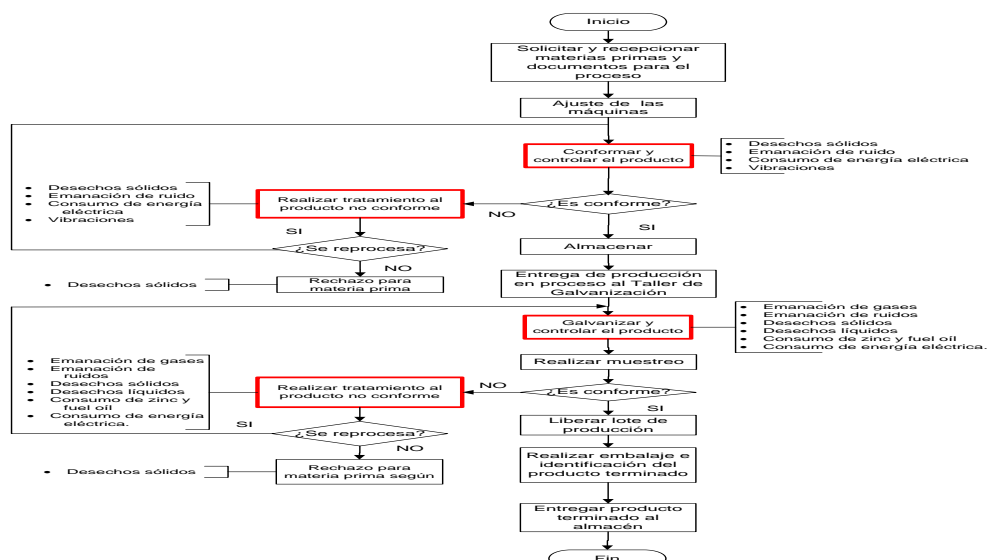 Inicio
Solicitar y recepcionar
materias primas y
documentos para el
proceso
Ajuste de las
máquinas
Conformar y
controlar el producto
• Desechos sólidos
• Emanación de ruido
• Consumo de energía eléctrica
• Vibraciones
¿Es conforme?
NO
SI
Realizar tratamiento al
producto no conforme
• Desechos sólidos
• Emanación de ruido
• Consumo de energía
eléctrica
• Vibraciones
¿Se reprocesa?
SI
NO
Rechazo para
materia prima
• Desechos sólidos
Almacenar
Entrega de producción
en proceso al Taller de
Galvanización
Galvanizar y
controlar el producto
• Emanación de gases
• Emanación de ruidos
• Desechos sólidos
• Desechos líquidos
• Consumo de zinc y fuel oil
• Consumo de energía eléctrica.
Realizar muestreo
¿Es conforme?
NO
SI
Realizar tratamiento al
producto no conforme
• Emanación de gases
• Emanación de
ruidos
• Desechos sólidos
• Desechos líquidos
• Consumo de zinc y
fuel oil
• Consumo de energía
eléctrica.
¿Se reprocesa?
SI
NO
Rechazo para
materia prima según
• Desechos sólidos
Liberar lote de
producción
Realizar embalaje e
identificación del
producto terminado
Entregar producto
terminado al
almacén
Fin